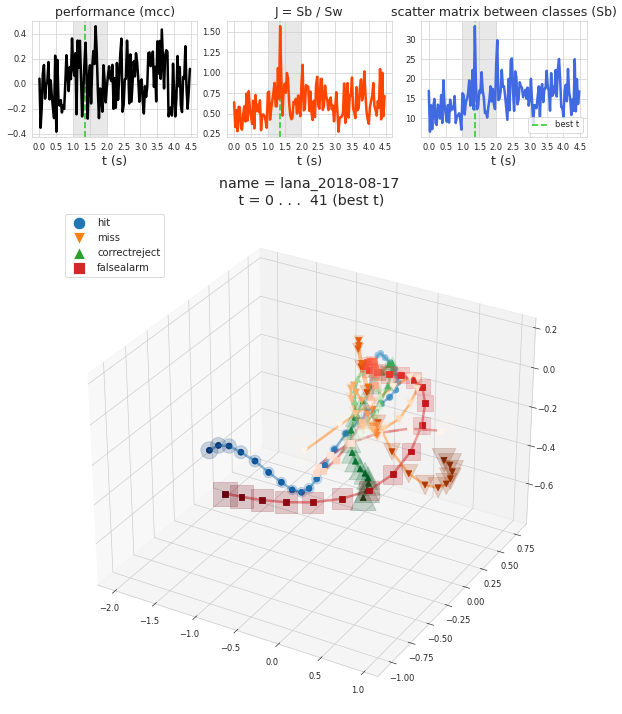 performance (mcc)
J = Sb / Sw
scatter matrix between classes (Sb)
0.4
0.2
0.0
−0.2
−0.4
0.0 0.5 1.0 1.5 2.0 2.5 3.0 3.5 4.0 4.5
t (s)
1.50
1.25
1.00
0.75
0.50
0.25
0.0 0.5 1.0 1.5 2.0 2.5 3.0 3.5 4.0 4.5
t (s)
30
25
20
15
10
best t
0.0 0.5 1.0 1.5 2.0 2.5 3.0 3.5 4.0 4.5
t (s)
name = lana_2018-08-17
t = 0 . . . 41 (best t)
hit
miss
correctreject
falsealarm
0.2
0.0
−0.2
−0.4
−0.6
0.75
0.50
0.25
0.00
−0.25
−0.50
−0.75
−1.00
−2.0
−1.5
−1.0
−0.5
0.0
0.5
1.0